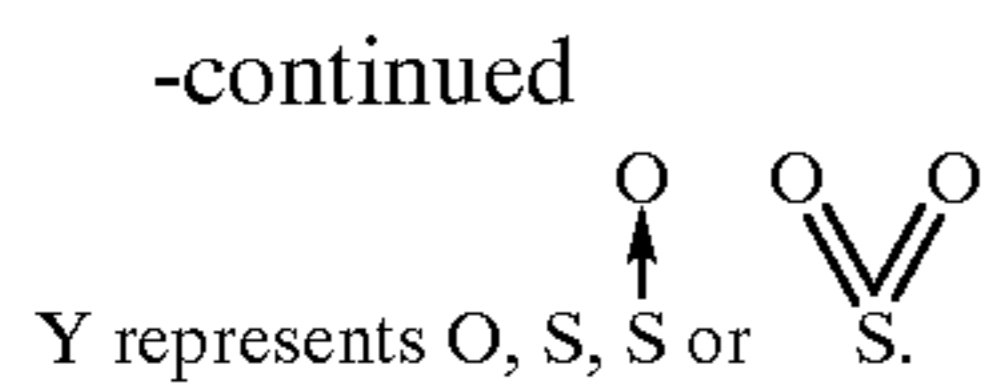 -continued
O O O
Y represents O, S, S or S.